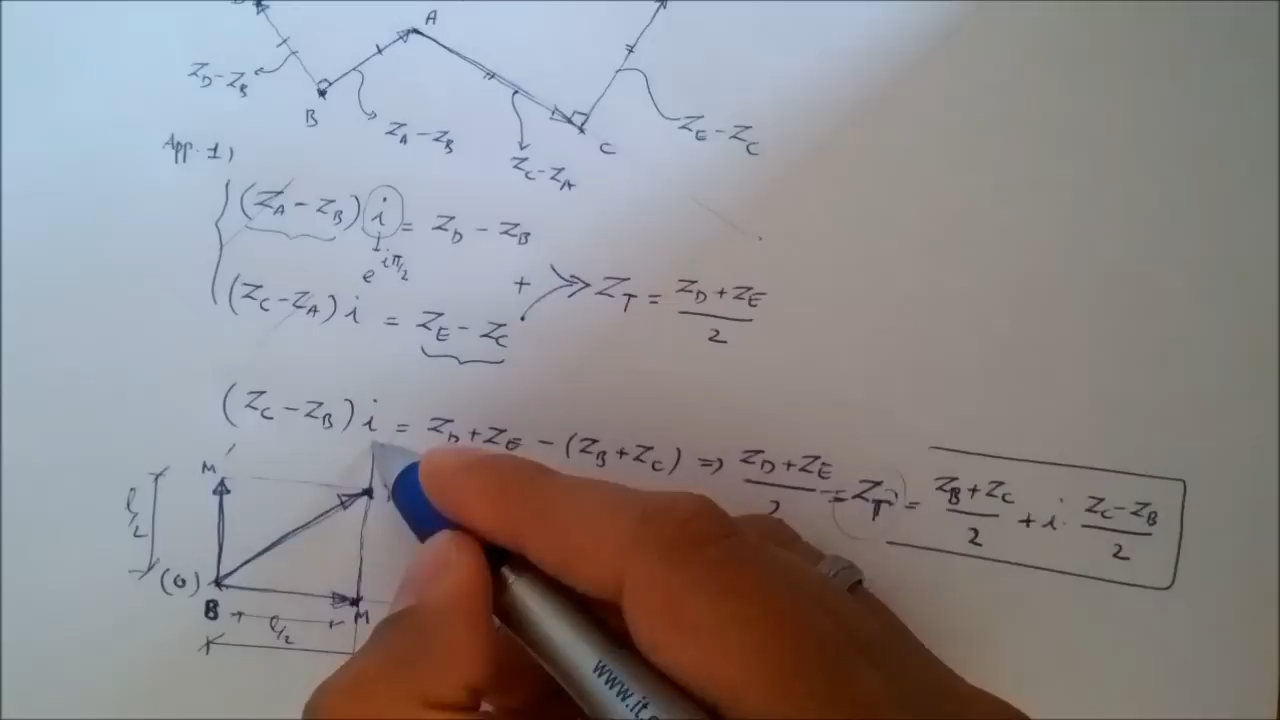 A
Z_D - Z_B
B
Z_A - Z_B
Z_C - Z_A
C
Z_E - Z_C
App. 1)
(Z_A - Z_B) i = Z_D - Z_B
e^{iπ/2}
(Z_C - Z_A) i = Z_E - Z_C
+ ⇒ Z_T = (Z_D + Z_E)/2
(Z_C - Z_B) i = Z_D + Z_E - (Z_B + Z_C) ⇒ (Z_D + Z_E)/2 = Z_T = (Z_B + Z_C)/2 + i · (Z_C - Z_B)/2
M'
ℓ/2
(0)
B
ℓ/2
M
www.it